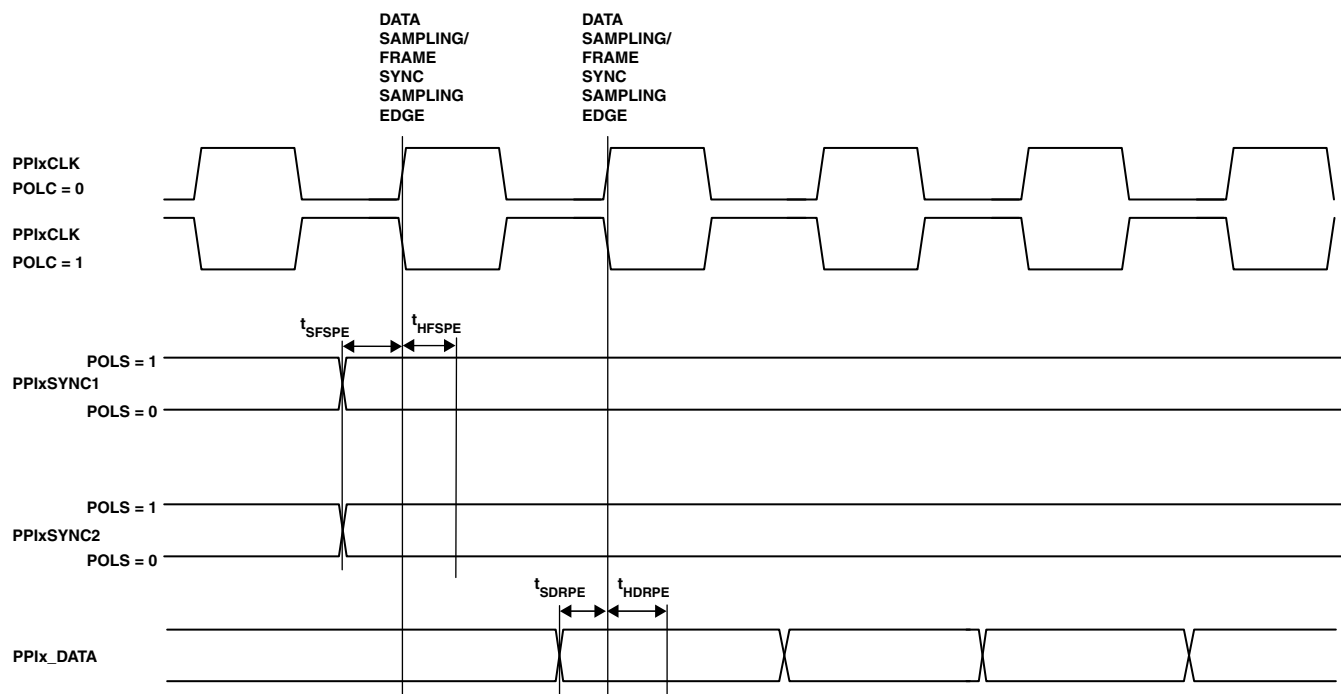 DATA
SAMPLING/
FRAME
SYNC
SAMPLING
EDGE
DATA
SAMPLING/
FRAME
SYNC
SAMPLING
EDGE
PPIxCLK
POLC = 0
PPIxCLK
POLC = 1
tSFSPE
tHFSPE
POLS = 1
PPIxSYNC1
POLS = 0
POLS = 1
PPIxSYNC2
POLS = 0
tSDRPE
tHDRPE
PPIx_DATA